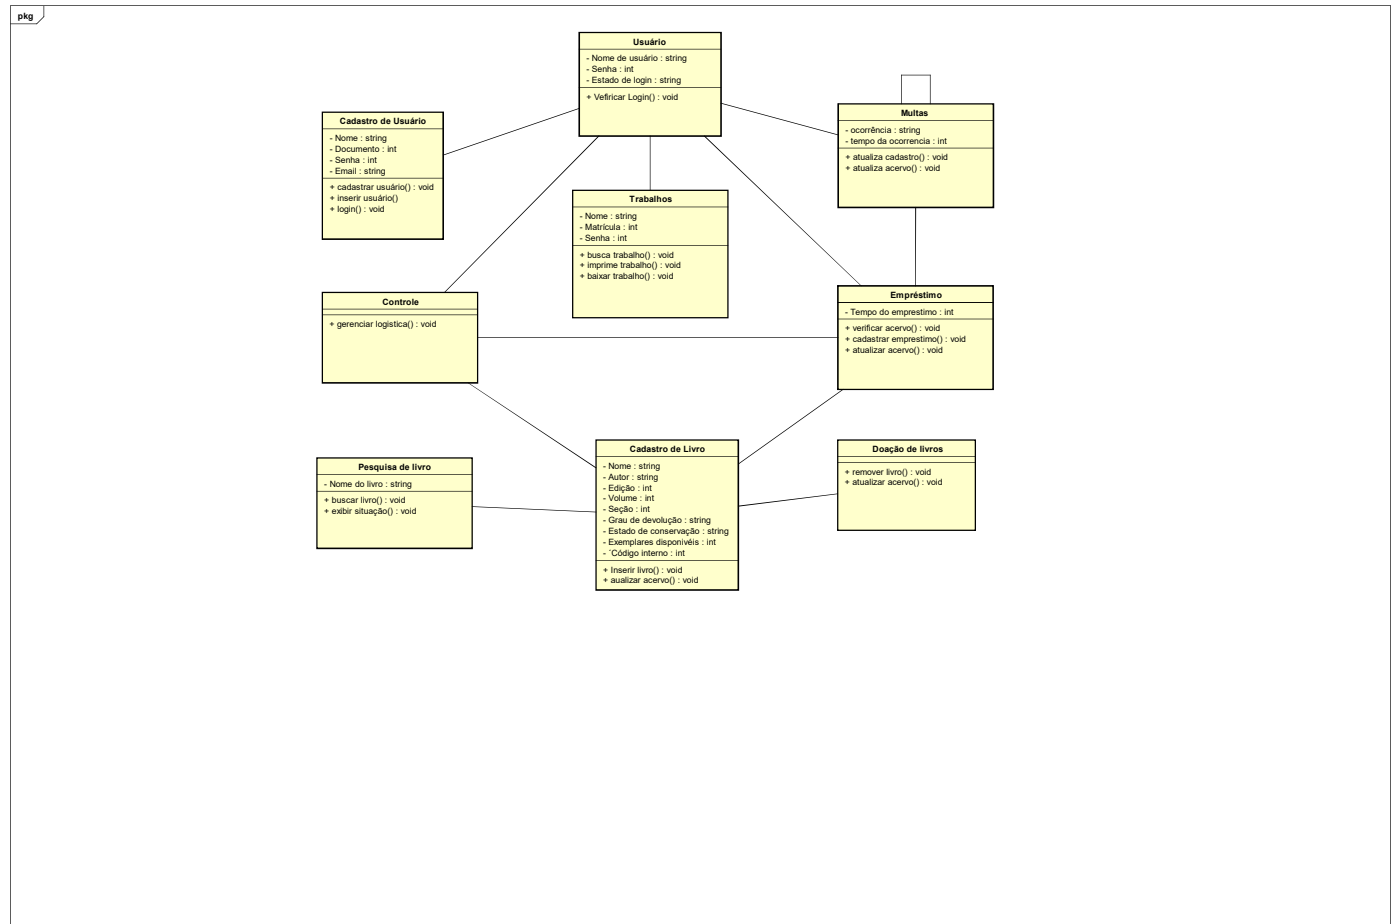 pkg
Usuário
- Nome de usuário : string
- Senha : int
- Estado de login : string
+ Vefiricar Login() : void
Multas
- ocorrência : string
- tempo da ocorrencia : int
+ atualiza cadastro() : void
+ atualiza acervo() : void
Cadastro de Usuário
- Nome : string
- Documento : int
- Senha : int
- Email : string
+ cadastrar usuário() : void
+ inserir usuário()
+ login() : void
Trabalhos
- Nome : string
- Matrícula : int
- Senha : int
+ busca trabalho() : void
+ imprime trabalho() : void
+ baixar trabalho() : void
Controle
+ gerenciar logistica() : void
Empréstimo
- Tempo do emprestimo : int
+ verificar acervo() : void
+ cadastrar emprestimo() : void
+ atualizar acervo() : void
Pesquisa de livro
- Nome do livro : string
+ buscar livro() : void
+ exibir situação() : void
Cadastro de Livro
- Nome : string
- Autor : string
- Edição : int
- Volume : int
- Seção : int
- Grau de devolução : string
- Estado de conservação : string
- Exemplares disponivéis : int
- ´Código interno : int
+ Inserir livro() : void
+ aualizar acervo() : void
Doação de livros
+ remover livro() : void
+ atualizar acervo() : void